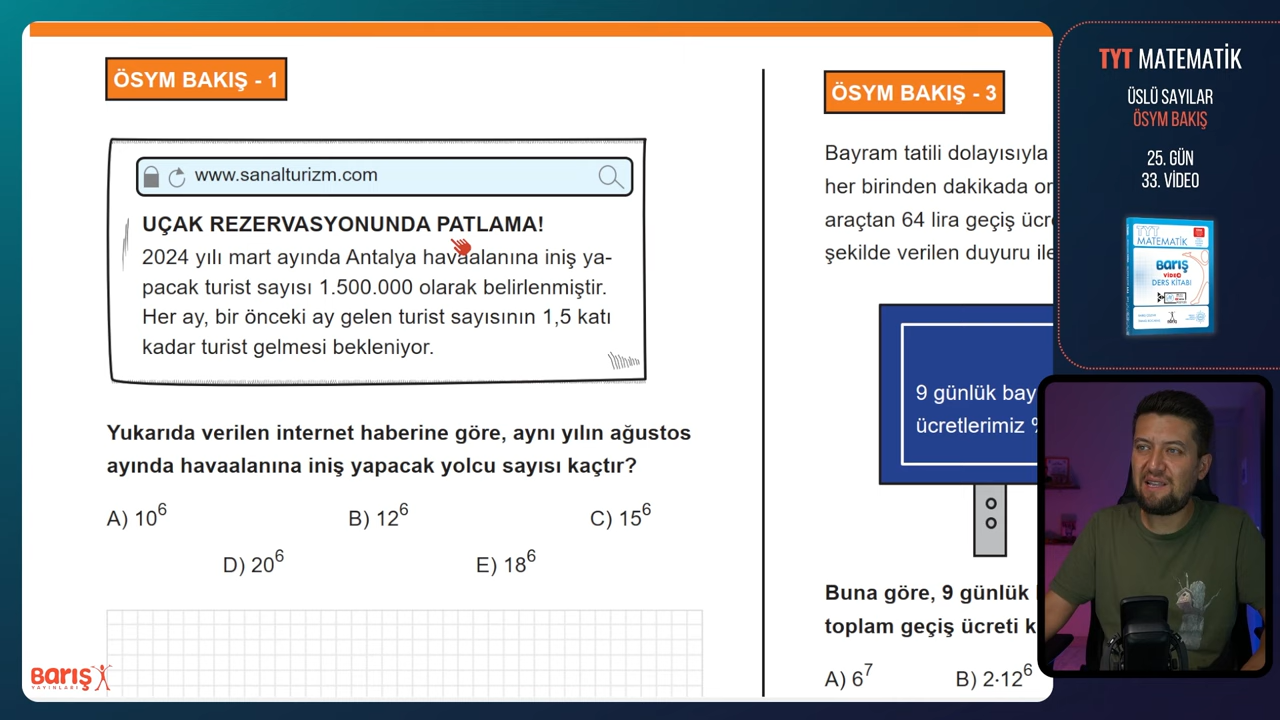 ÖSYM BAKIŞ - 1
www.sanalturizm.com
UÇAK REZERVASYONUNDA PATLAMA!
2024 yılı mart ayında Antalya havaalanına iniş ya-
pacak turist sayısı 1.500.000 olarak belirlenmiştir.
Her ay, bir önceki ay gelen turist sayısının 1,5 katı
kadar turist gelmesi bekleniyor.
Yukarıda verilen internet haberine göre, aynı yılın ağustos
ayında havaalanına iniş yapacak yolcu sayısı kaçtır?
A) 10⁶ B) 12⁶ C) 15⁶
D) 20⁶ E) 18⁶
BARIŞ
YAYINLARI
ÖSYM BAKIŞ - 3
Bayram tatili dolayısıyla
her birinden dakikada or
araçtan 64 lira geçiş ücr
şekilde verilen duyuru ile
9 günlük bay
ücretlerimiz %
Buna göre, 9 günlük
toplam geçiş ücreti k
A) 6⁷ B) 2·12⁶
TYT MATEMATİK
ÜSLÜ SAYILAR
ÖSYM BAKIŞ
25. GÜN
33. VİDEO
TYT
MATEMATİK
BARIŞ
VİDEO
DERS KİTABI